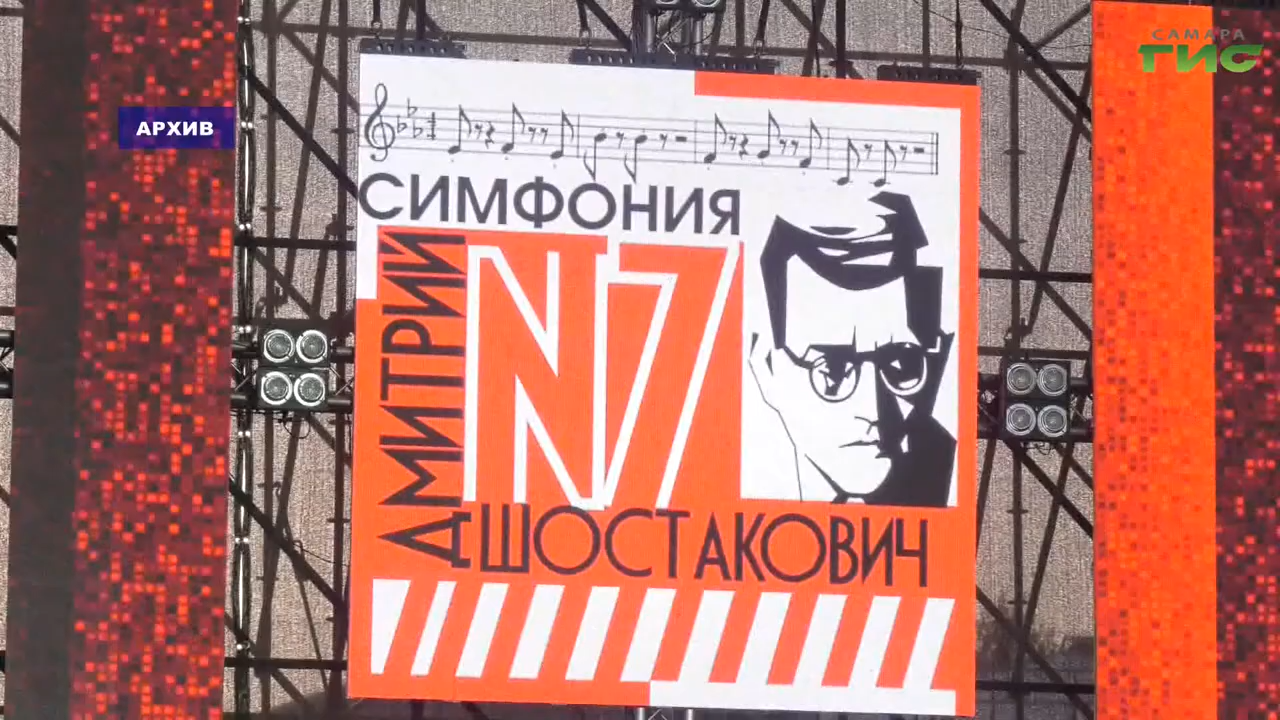 САМАРА
ГИС
АРХИВ
СИМФОНИЯ
ДМИТРИЙ
N7
ШОСТАКОВИЧ